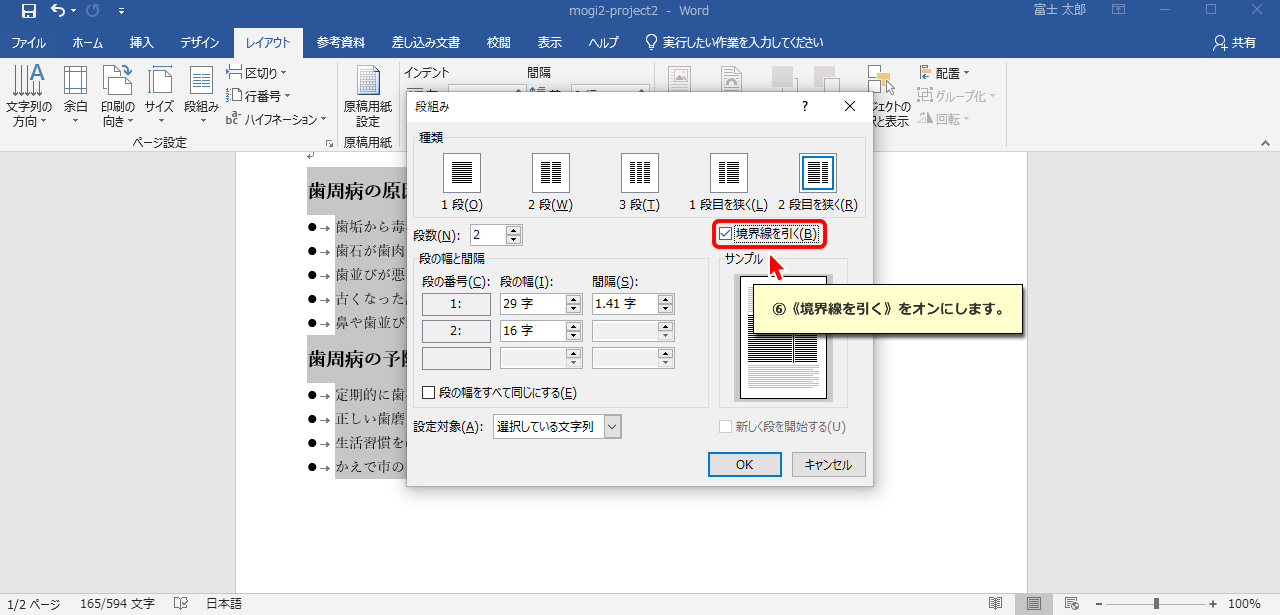 mogi2-project2 - Word
富士 太郎
ファイル ホーム 挿入 デザイン レイアウト 参考資料 差し込み文書 校閲 表示 ヘルプ 実行したい作業を入力してください 共有
文字列の方向 余白 印刷の向き サイズ 段組み
区切り
行番号
ハイフネーション
ページ設定
原稿用紙設定
原稿用紙
インデント 間隔
ジェクトの
と表示
配置
グループ化
回転
歯周病の原因
歯垢から毒
歯石が歯肉
歯並びが悪
古くなった
鼻や歯並び
歯周病の予防
定期的に歯
正しい歯磨
生活習慣を
かえで市の
段組み ?
種類
1 段(O) 2 段(W) 3 段(T) 1 段目を狭く(L) 2 段目を狭く(R)
段数(N): 2
境界線を引く(B)
段の幅と間隔
サンプル
段の番号(C): 段の幅(I): 間隔(S):
1: 29 字 1.41 字
2: 16 字
⑥《境界線を引く》をオンにします。
段の幅をすべて同じにする(E)
設定対象(A): 選択している文字列
新しく段を開始する(U)
OK キャンセル
1/2 ページ 165/594 文字 日本語 100%